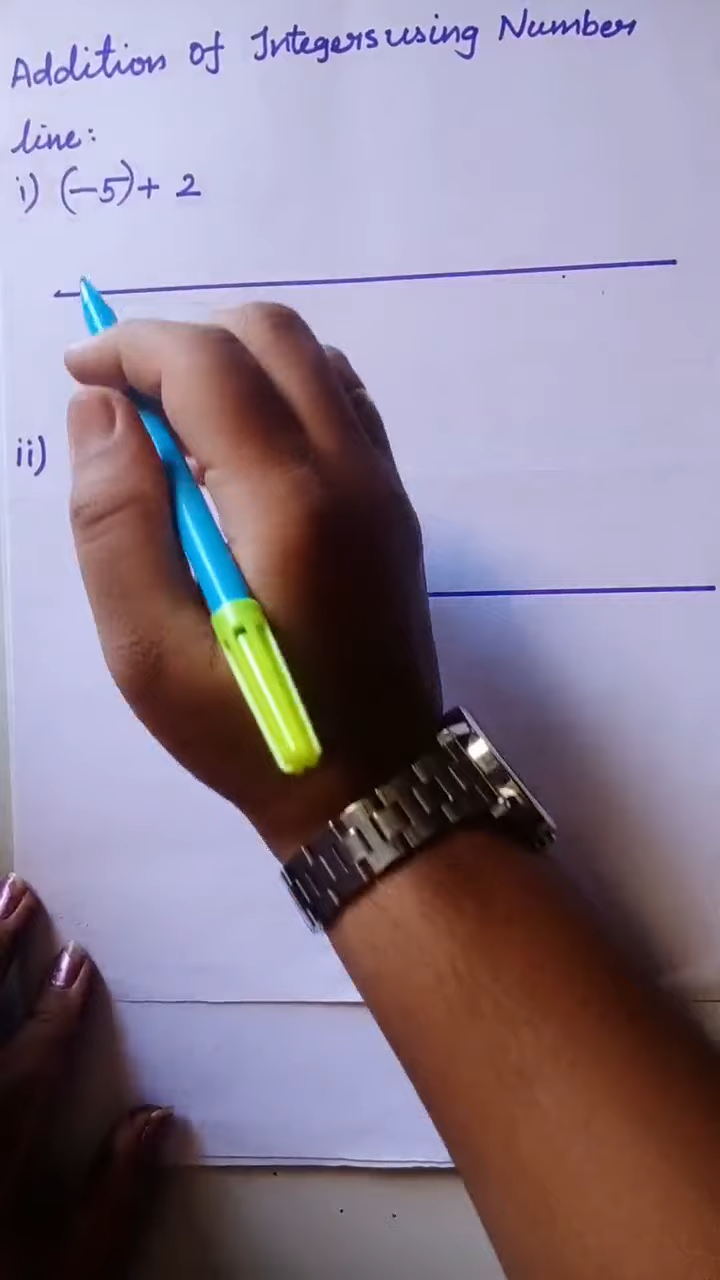 Addition of Integers using Number
line:
i) (-5)+ 2
ii)